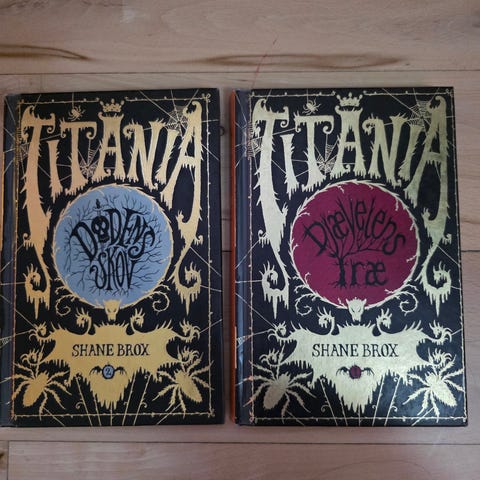 TITANIA
DØDENS
SKOV
SHANE BROX
2
TITANIA
Djævelens
Træ
SHANE BROX